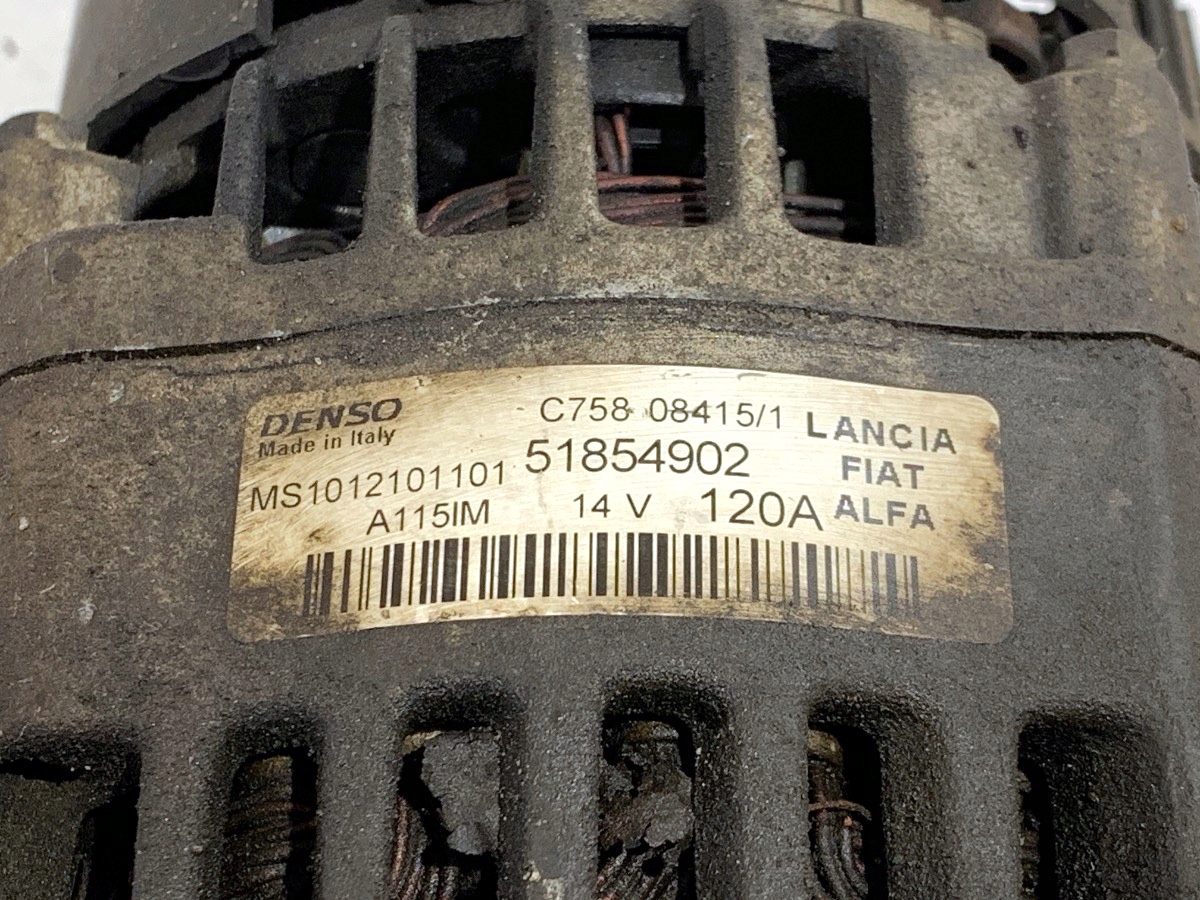 DENSO
Made in Italy
C758 08415/1
LANCIA
FIAT
ALFA
51854902
MS1012101101
A115IM 14 V 120A